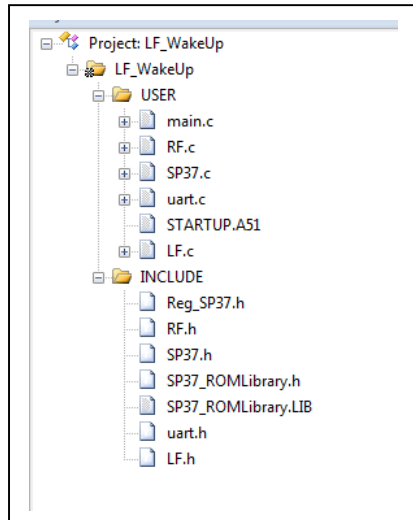 Project: LF_WakeUp
LF_WakeUp
USER
main.c
RF.c
SP37.c
uart.c
STARTUP.A51
LF.c
INCLUDE
Reg_SP37.h
RF.h
SP37.h
SP37_ROMLibrary.h
SP37_ROMLibrary.LIB
uart.h
LF.h